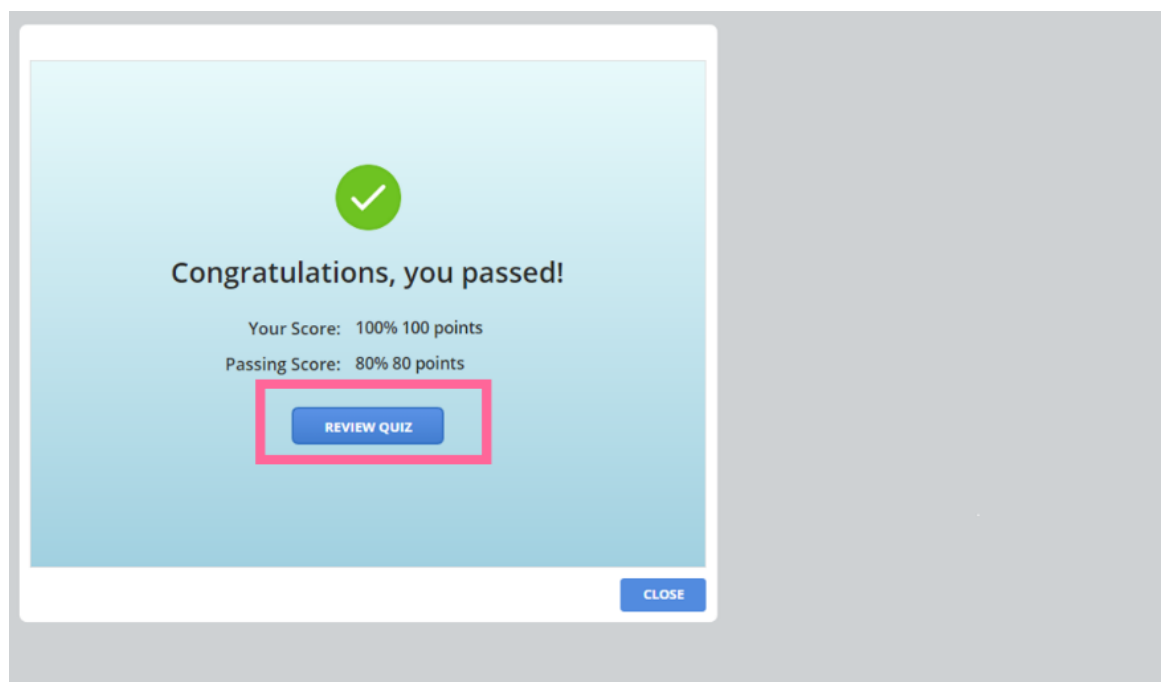 Congratulations, you passed!
Your Score: 100% 100 points
Passing Score: 80% 80 points
REVIEW QUIZ
CLOSE